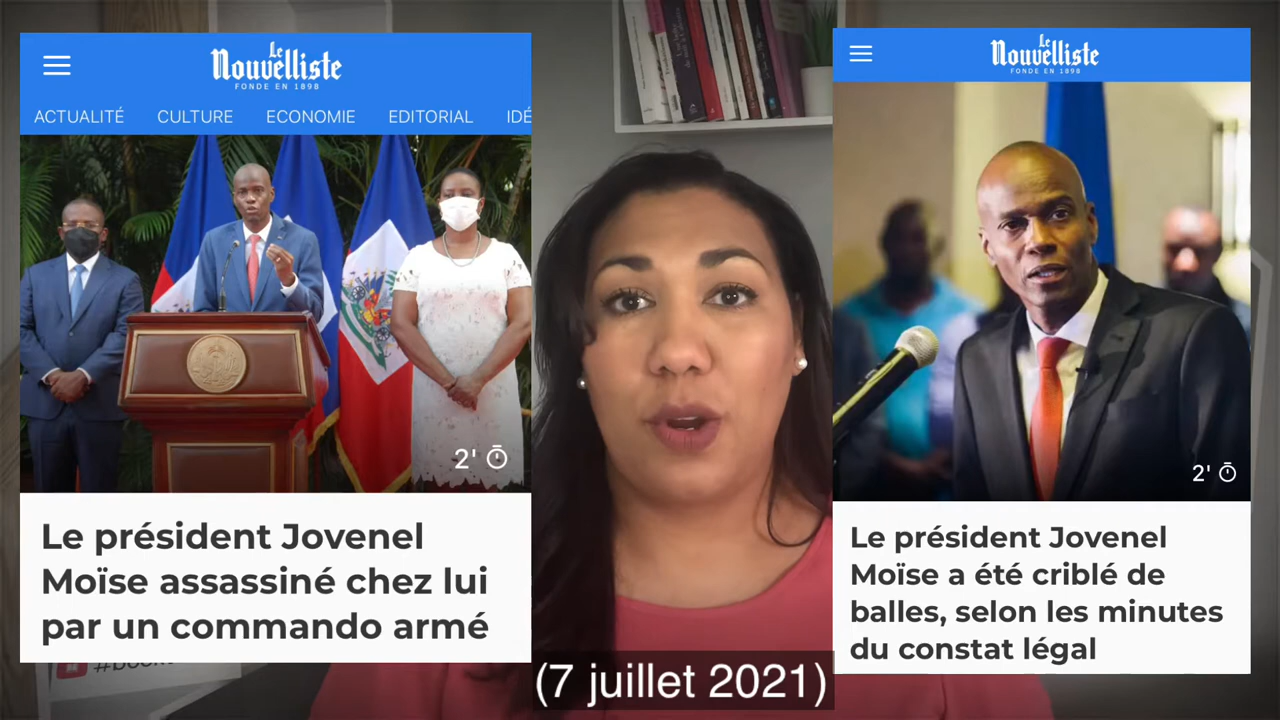 Le
Nouvelliste
FONDE EN 1898
ACTUALITÉ CULTURE ECONOMIE EDITORIAL IDÉ
2'
Le président Jovenel
Moïse assassiné chez lui
par un commando armé
Le
Nouvelliste
FONDE EN 1898
2'
Le président Jovenel
Moïse a été criblé de
balles, selon les minutes
du constat légal
(7 juillet 2021)